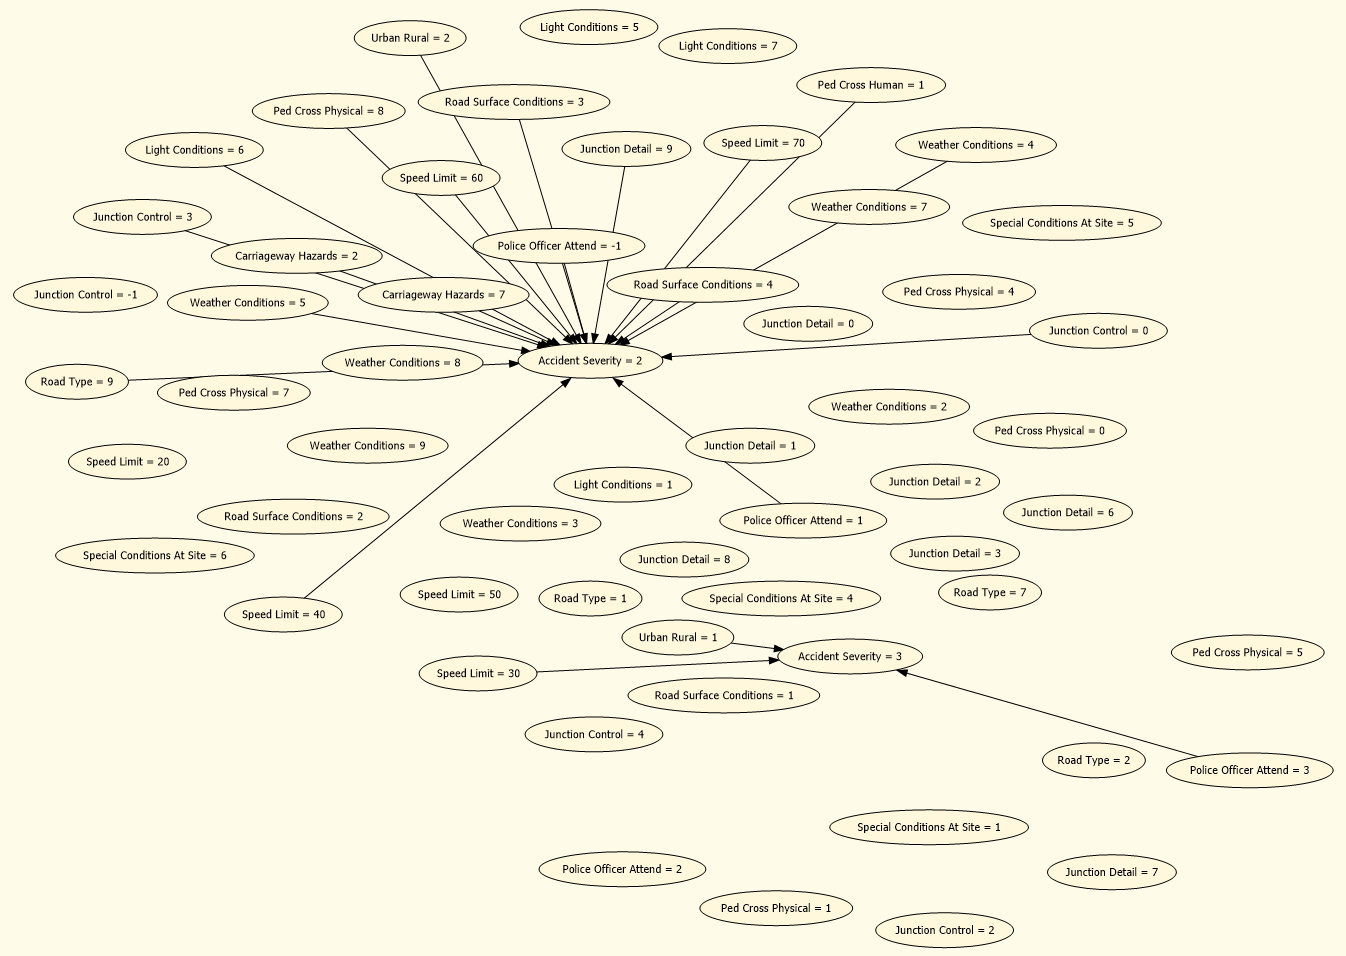 Light Conditions = 5
Urban Rural = 2
Light Conditions = 7
Ped Cross Human = 1
Road Surface Conditions = 3
Ped Cross Physical = 8
Speed Limit = 70
Weather Conditions = 4
Light Conditions = 6
Junction Detail = 9
Speed Limit = 60
Weather Conditions = 7
Junction Control = 3
Special Conditions At Site = 5
Police Officer Attend = -1
Carriageway Hazards = 2
Road Surface Conditions = 4
Ped Cross Physical = 4
Junction Control = -1
Carriageway Hazards = 7
Weather Conditions = 5
Junction Detail = 0
Junction Control = 0
Accident Severity = 2
Weather Conditions = 8
Road Type = 9
Ped Cross Physical = 7
Weather Conditions = 2
Ped Cross Physical = 0
Weather Conditions = 9
Junction Detail = 1
Speed Limit = 20
Junction Detail = 2
Light Conditions = 1
Junction Detail = 6
Road Surface Conditions = 2
Police Officer Attend = 1
Weather Conditions = 3
Special Conditions At Site = 6
Junction Detail = 3
Junction Detail = 8
Road Type = 7
Speed Limit = 50
Road Type = 1
Special Conditions At Site = 4
Speed Limit = 40
Urban Rural = 1
Ped Cross Physical = 5
Accident Severity = 3
Speed Limit = 30
Road Surface Conditions = 1
Junction Control = 4
Road Type = 2
Police Officer Attend = 3
Special Conditions At Site = 1
Police Officer Attend = 2
Junction Detail = 7
Ped Cross Physical = 1
Junction Control = 2